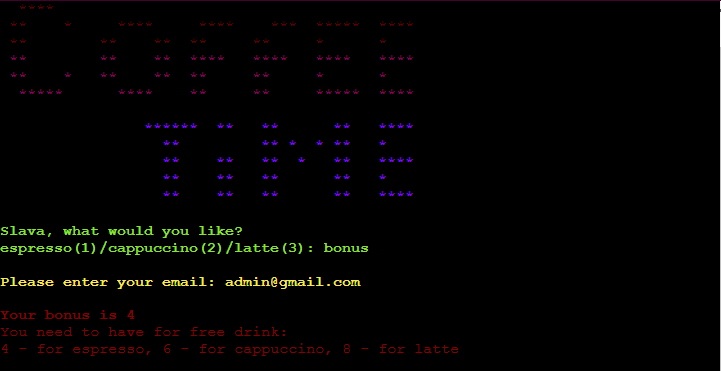 COFFEE
TIME
Slava, what would you like?
espresso(1)/cappuccino(2)/latte(3): bonus
Please enter your email: admin@gmail.com
Your bonus is 4
You need to have for free drink:
4 - for espresso, 6 - for cappuccino, 8 - for latte